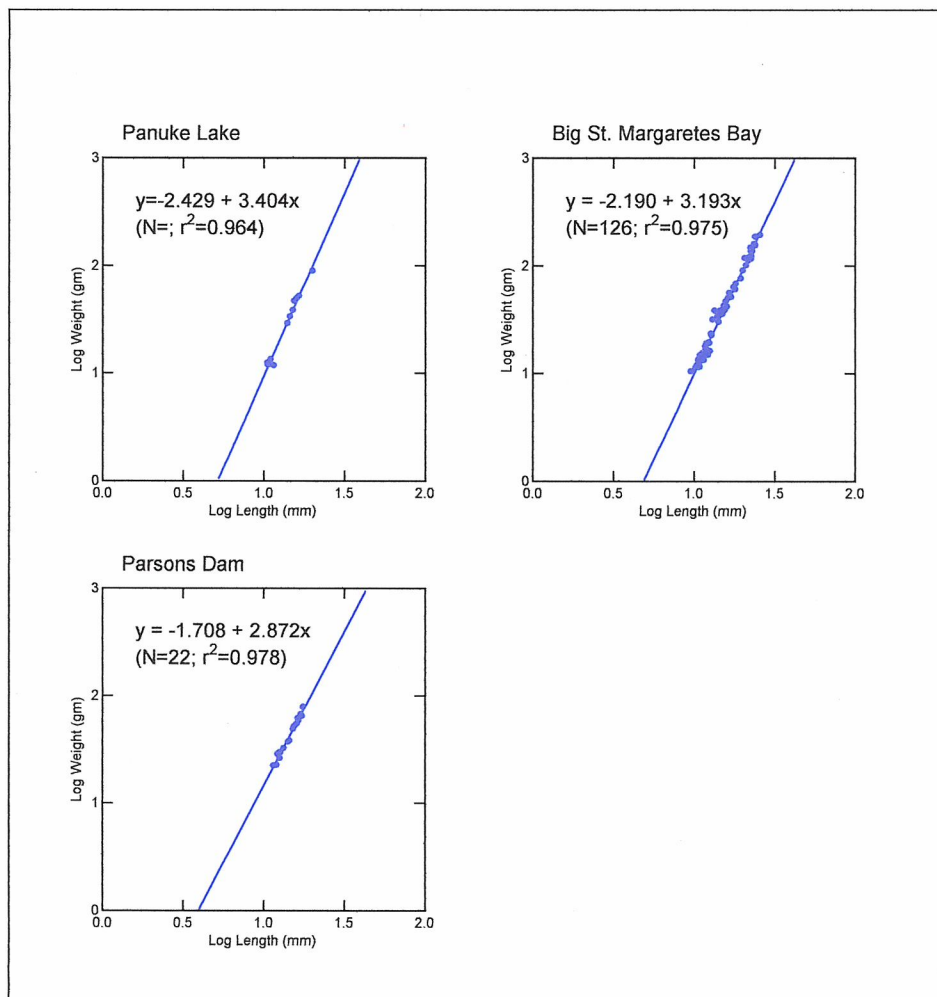 Panuke Lake
3
y=-2.429 + 3.404x
(N=; r²=0.964)
2
Log Weight (gm)
1
0
0.0 0.5 1.0 1.5 2.0
Log Length (mm)
Big St. Margaretes Bay
3
y = -2.190 + 3.193x
(N=126; r²=0.975)
2
Log Weight (gm)
1
0
0.0 0.5 1.0 1.5 2.0
Log Length (mm)
Parsons Dam
3
y = -1.708 + 2.872x
(N=22; r²=0.978)
2
Log Weight (gm)
1
0
0.0 0.5 1.0 1.5 2.0
Log Length (mm)